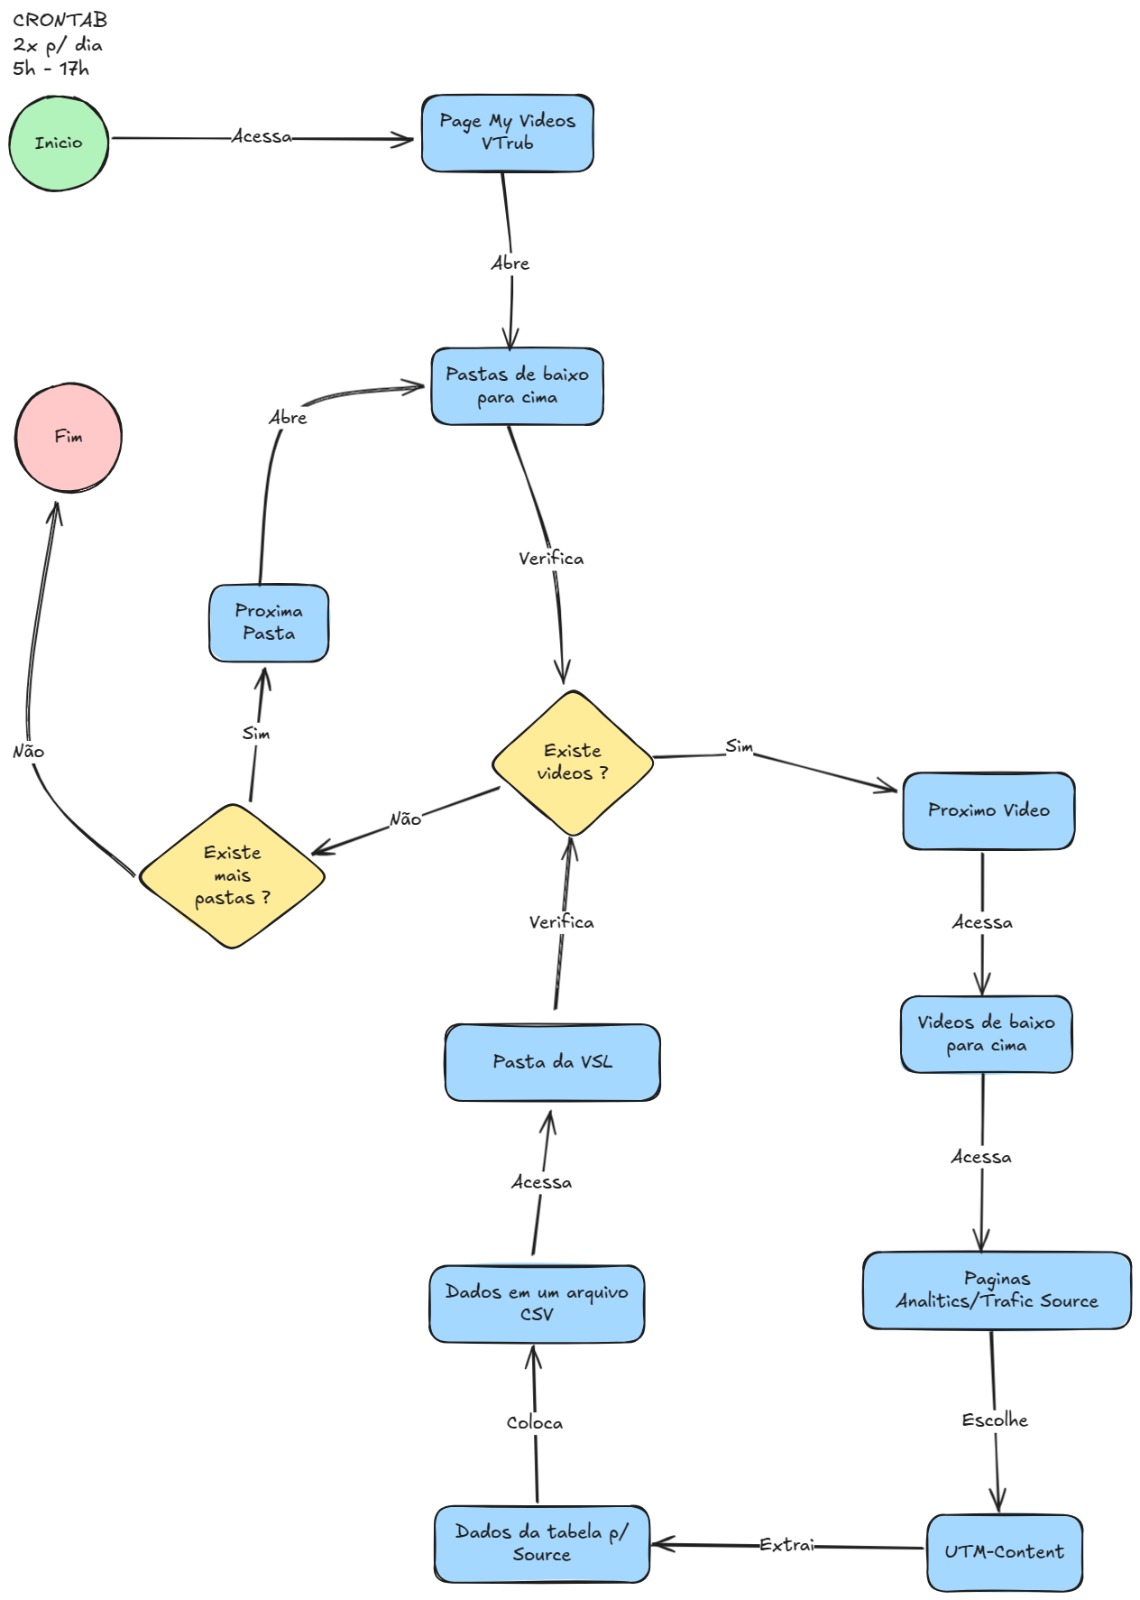 CRONTAB
2x p/ dia
5h - 17h
Inicio
Acessa
Page My Videos
VTrub
Abre
Pastas de baixo
para cima
Abre
Fim
Verifica
Proxima
Pasta
Sim
Não
Existe
videos ?
Sim
Proximo Video
Não
Existe
mais
pastas ?
Verifica
Acessa
Videos de baixo
para cima
Pasta da VSL
Acessa
Acessa
Paginas
Analitics/Trafic Source
Dados em um arquivo
CSV
Escolhe
Coloca
Dados da tabela p/
Source
Extrai
UTM-Content